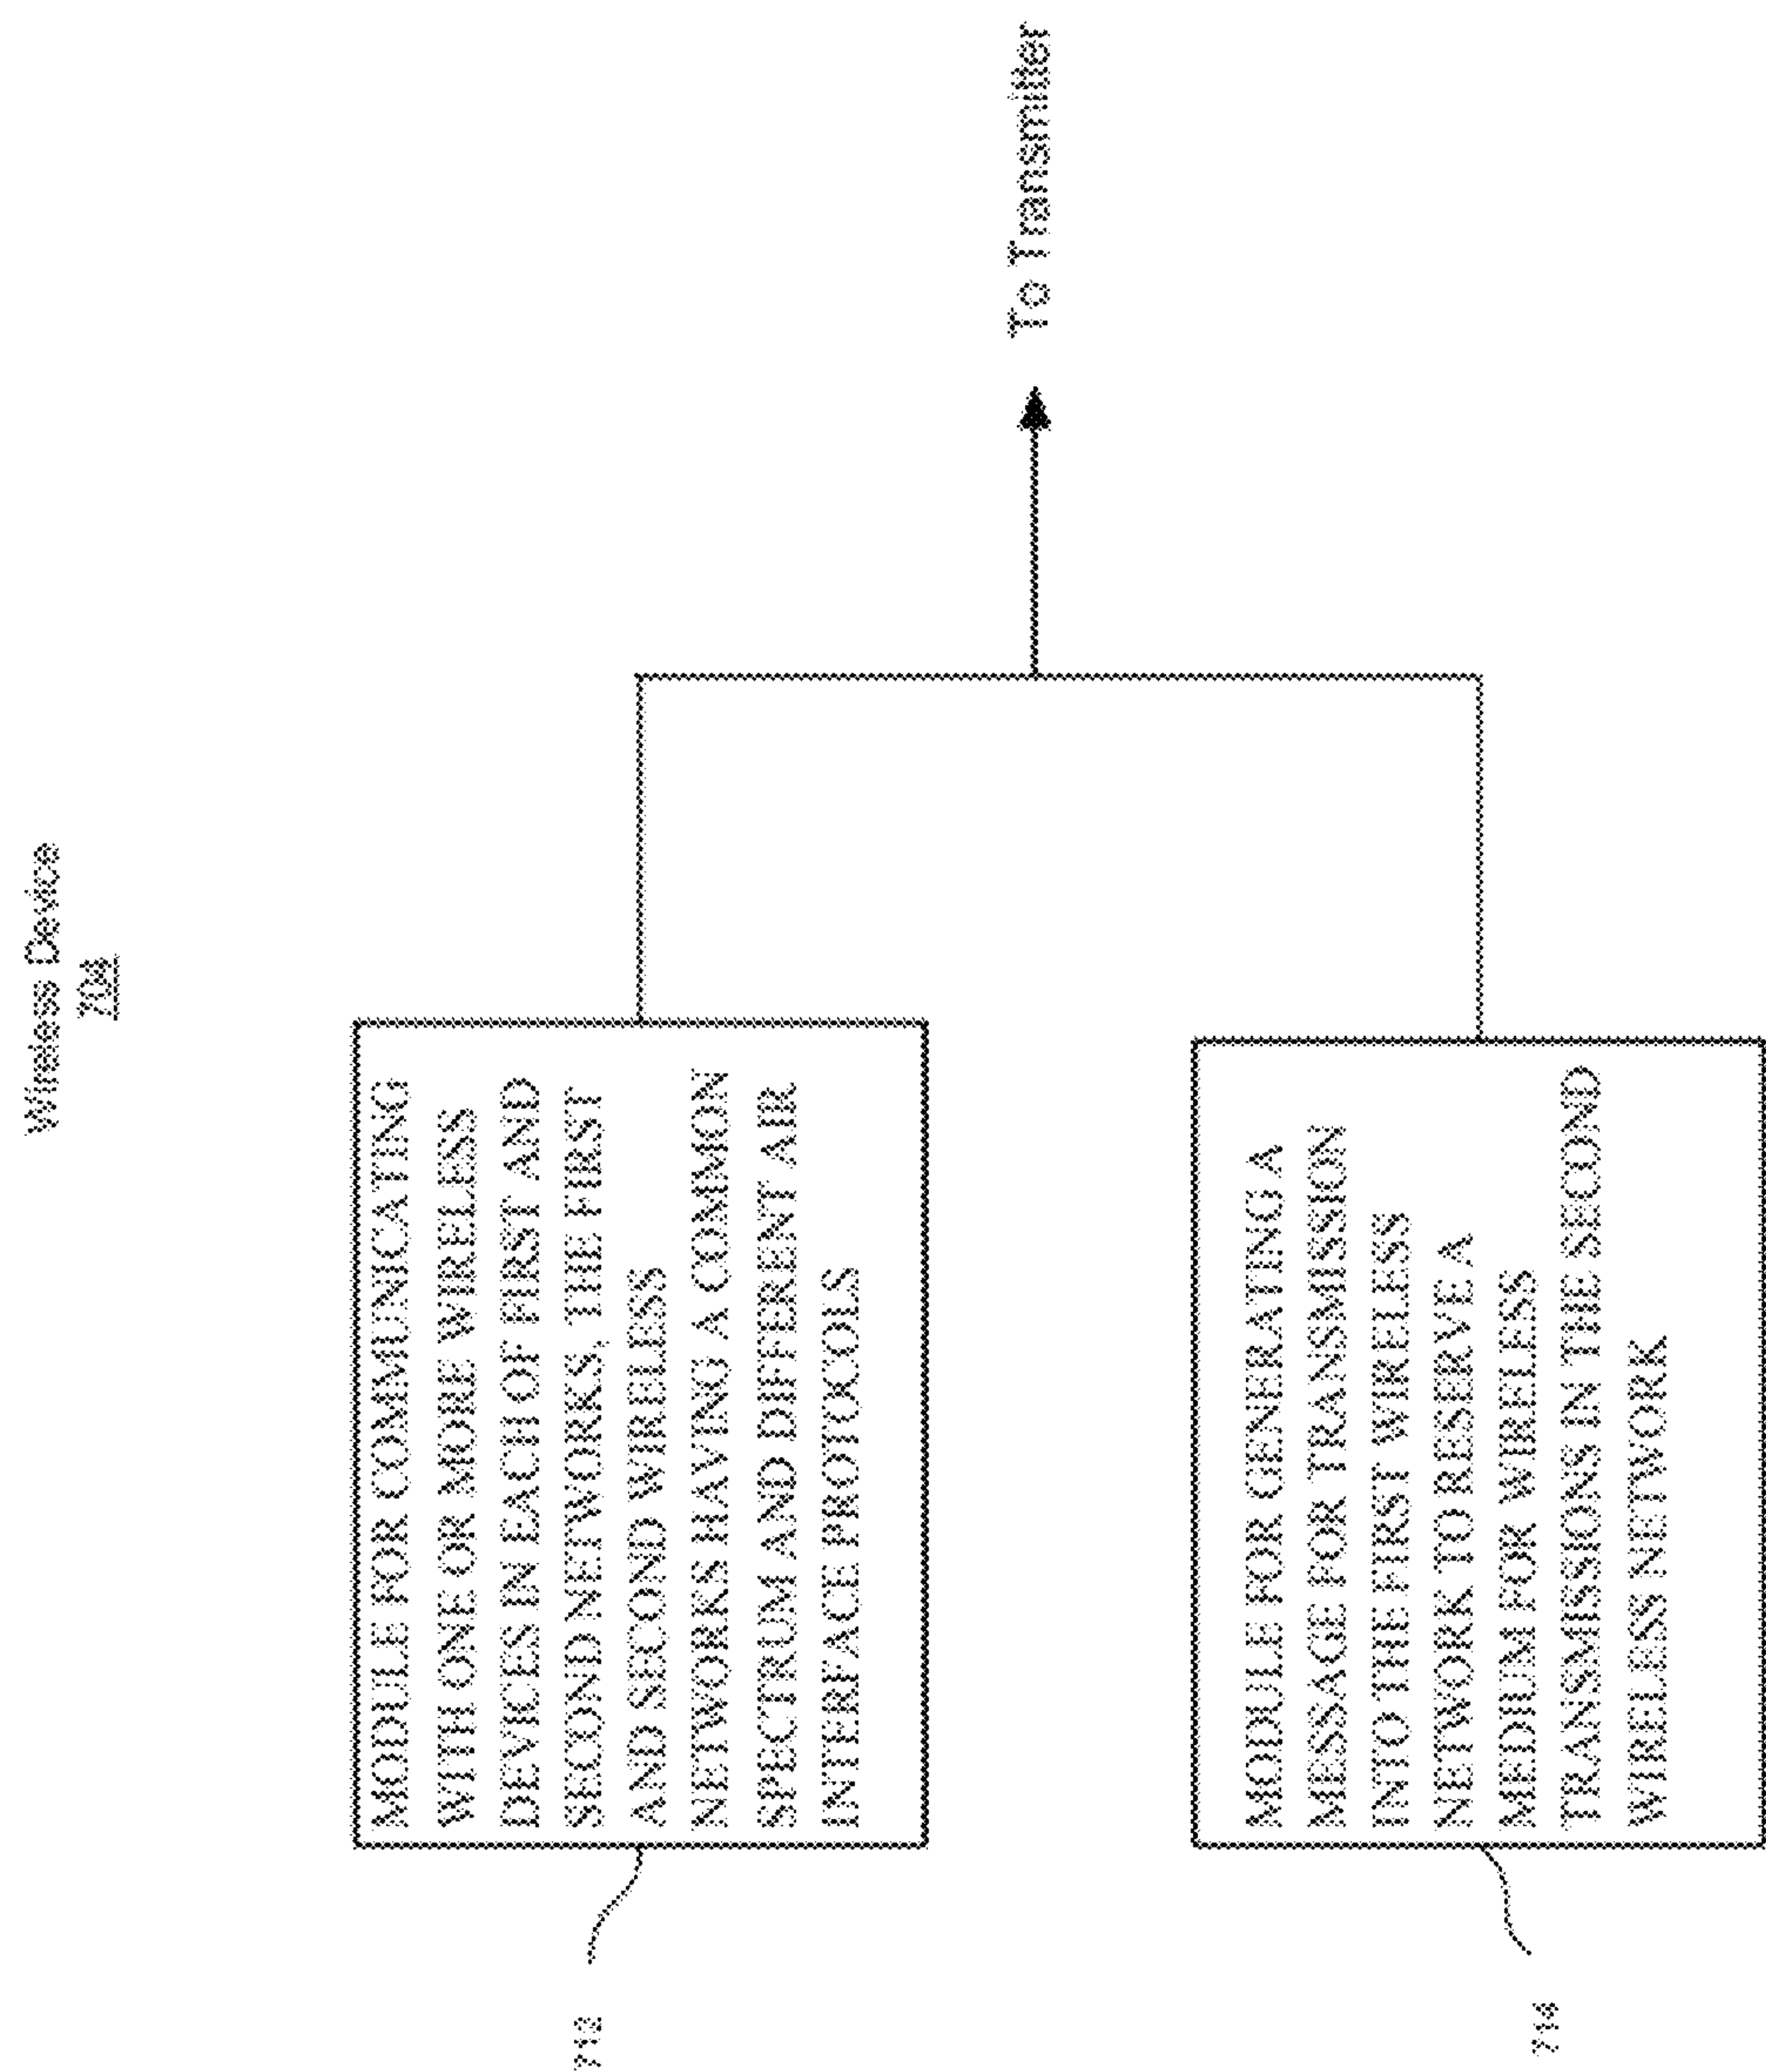 Wireless Device
MODULE FOR COMMUNICATING
WITH ONE OR MORE WIRELESS
DEVICES IN EACH OF FIRST AND
SECOND NETWORKS, THE FIRST
AND SECOND WIRELESS
NETWORKS HAVING A COMMON
SPECTRUM AND DIFFERENT AIR
INTERFACE PROTOCOLS
712
To Transmitter
MODULE FOR GENERATING A
MESSAGE FOR TRANSMISSION
INTO THE FIRST WIRELESS
NETWORK TO RESERVE A
MEDIUM FOR WIRELESS
TRANSMISSIONS IN THE SECOND
WIRELESS NETWORK